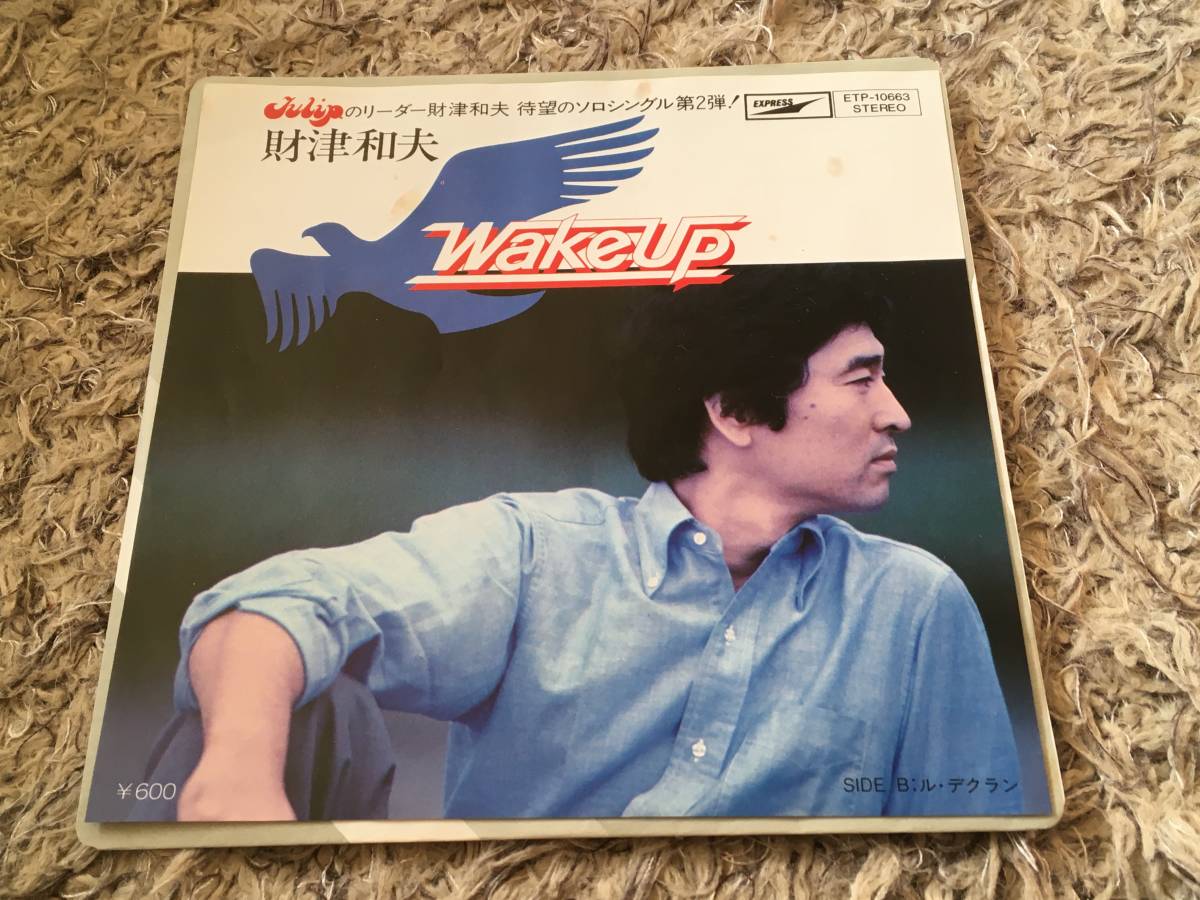 Tulipのリーダー財津和夫 待望のソロシングル第2弾!
EXPRESS
ETP-10663
STEREO
財津和夫
Wake Up
¥600
SIDE B:ル・デクラン